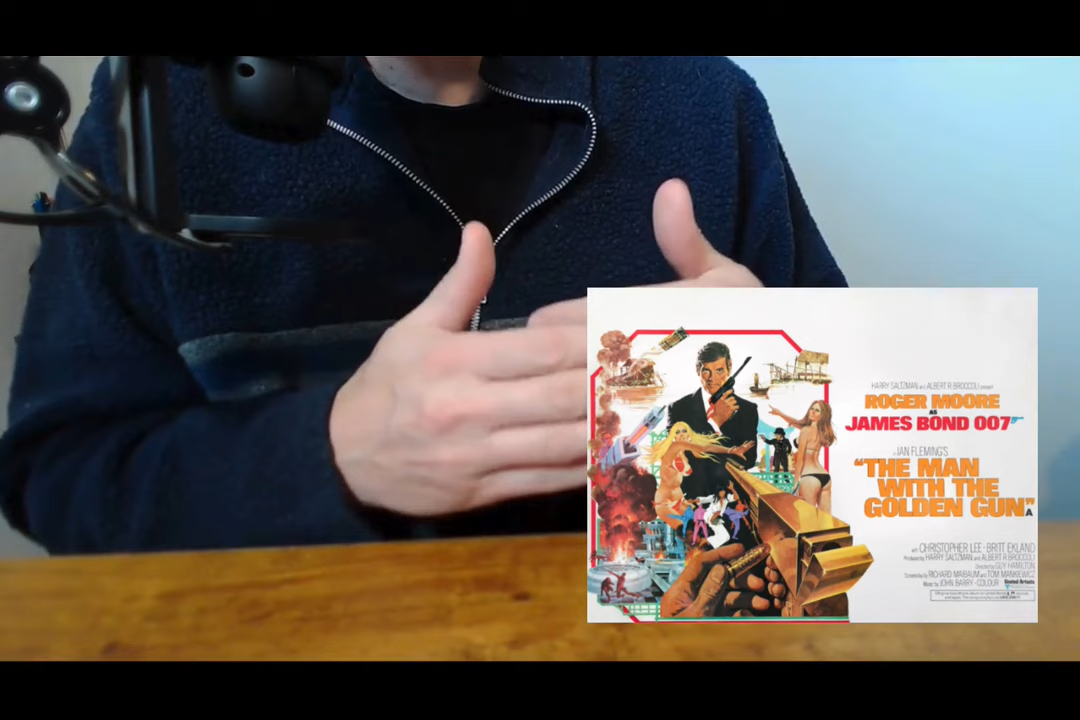 HARRY SALTZMAN and ALBERT R. BROCCOLI present
ROGER MOORE
AS
JAMES BOND 007
in IAN FLEMING'S
"THE MAN
WITH THE
GOLDEN GUN"
A
with CHRISTOPHER LEE · BRITT EKLAND
Produced by HARRY SALTZMAN and ALBERT R BROCCOLI
Directed by GUY HAMILTON
Screenplay by RICHARD MAIBAUM and TOM MANKIEWICZ
Music by JOHN BARRY · COLOUR United Artists